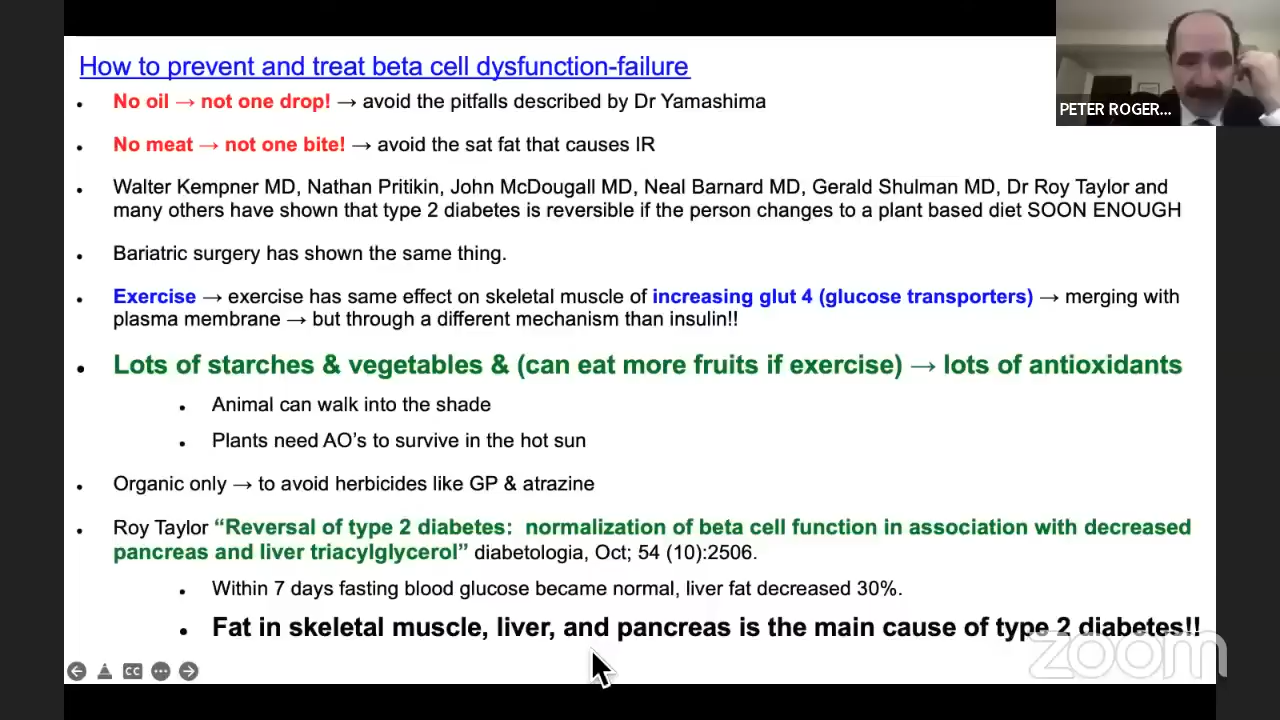 How to prevent and treat beta cell dysfunction-failure
• No oil → not one drop! → avoid the pitfalls described by Dr Yamashima
PETER ROGER...
• No meat → not one bite! → avoid the sat fat that causes IR
• Walter Kempner MD, Nathan Pritikin, John McDougall MD, Neal Barnard MD, Gerald Shulman MD, Dr Roy Taylor and
many others have shown that type 2 diabetes is reversible if the person changes to a plant based diet SOON ENOUGH
• Bariatric surgery has shown the same thing.
• Exercise → exercise has same effect on skeletal muscle of increasing glut 4 (glucose transporters) → merging with
plasma membrane → but through a different mechanism than insulin!!
• Lots of starches & vegetables & (can eat more fruits if exercise) → lots of antioxidants
• Animal can walk into the shade
• Plants need AO's to survive in the hot sun
• Organic only → to avoid herbicides like GP & atrazine
• Roy Taylor “Reversal of type 2 diabetes: normalization of beta cell function in association with decreased
pancreas and liver triacylglycerol” diabetologia, Oct; 54 (10):2506.
• Within 7 days fasting blood glucose became normal, liver fat decreased 30%.
• Fat in skeletal muscle, liver, and pancreas is the main cause of type 2 diabetes!!
zoom
CC